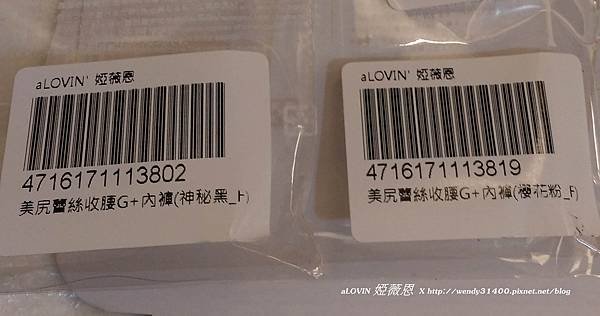 aLOVIN' 婭薇恩
4716171113802
美尻蠶絲收腰G+內褲(神秘黑_F)
aLOVIN' 婭薇恩
4716171113819
美尻蠶絲收腰G+內褲(櫻花粉_F)
aLOVIN 婭薇恩 X http://wendy31400.pixnet.net/blog